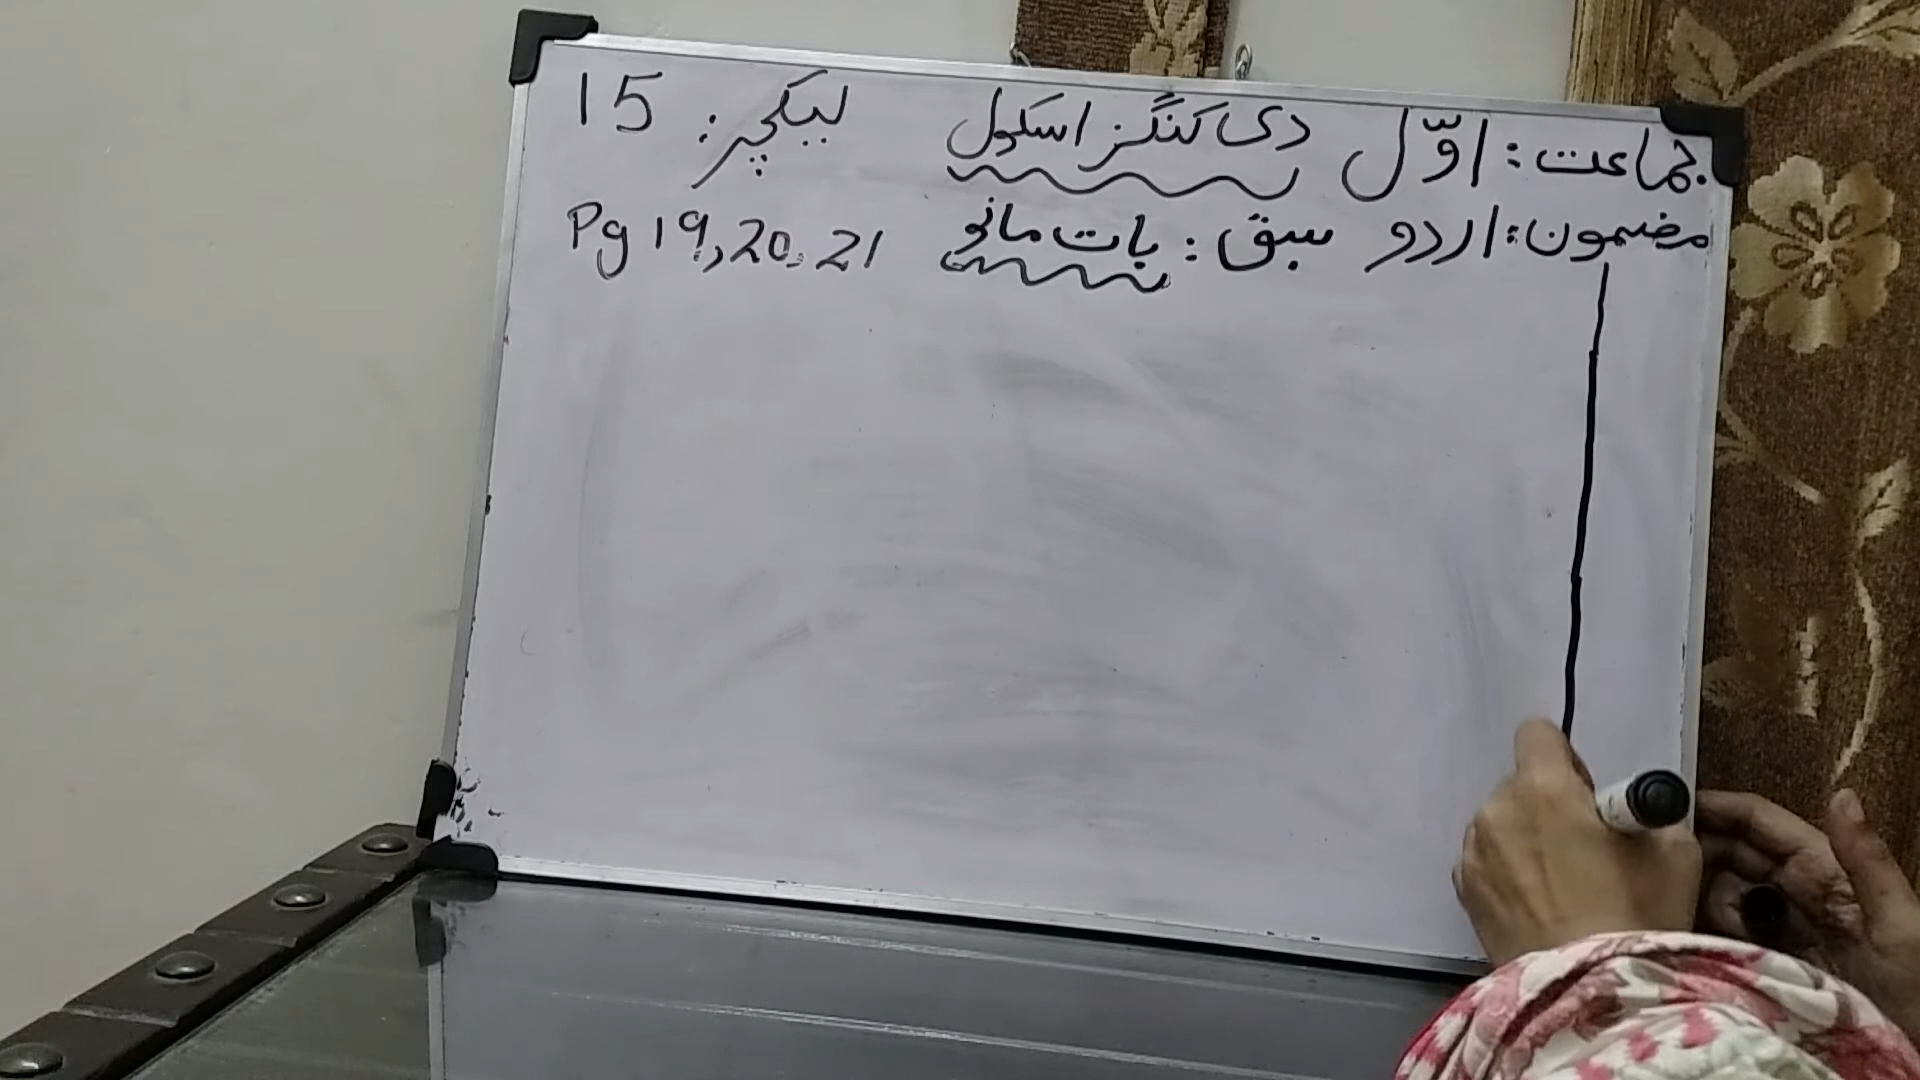 جماعت: اوّل دی کنگز اسکول لیکچر: 15
مضمون: اردو سبق: بات مانو Pg 19,20,21